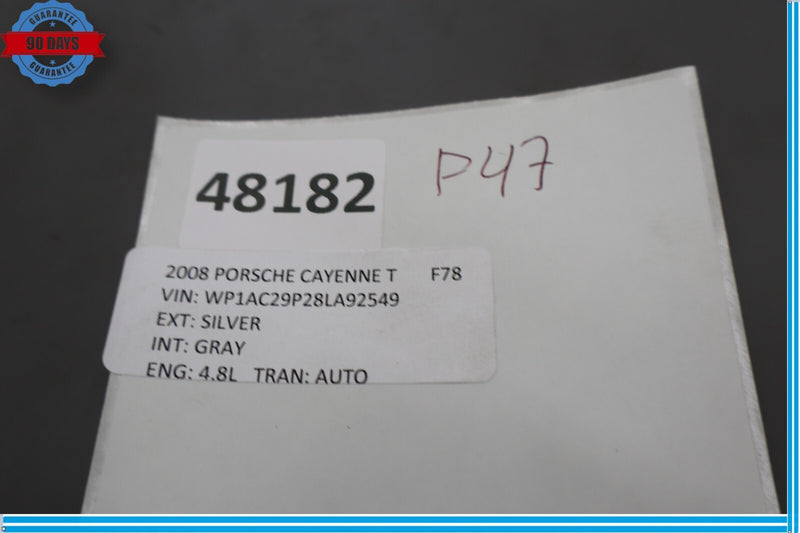 GUARANTEE
90 DAYS
GUARANTEE
48182
P47
2008 PORSCHE CAYENNE T F78
VIN: WP1AC29P28LA92549
EXT: SILVER
INT: GRAY
ENG: 4.8L TRAN: AUTO